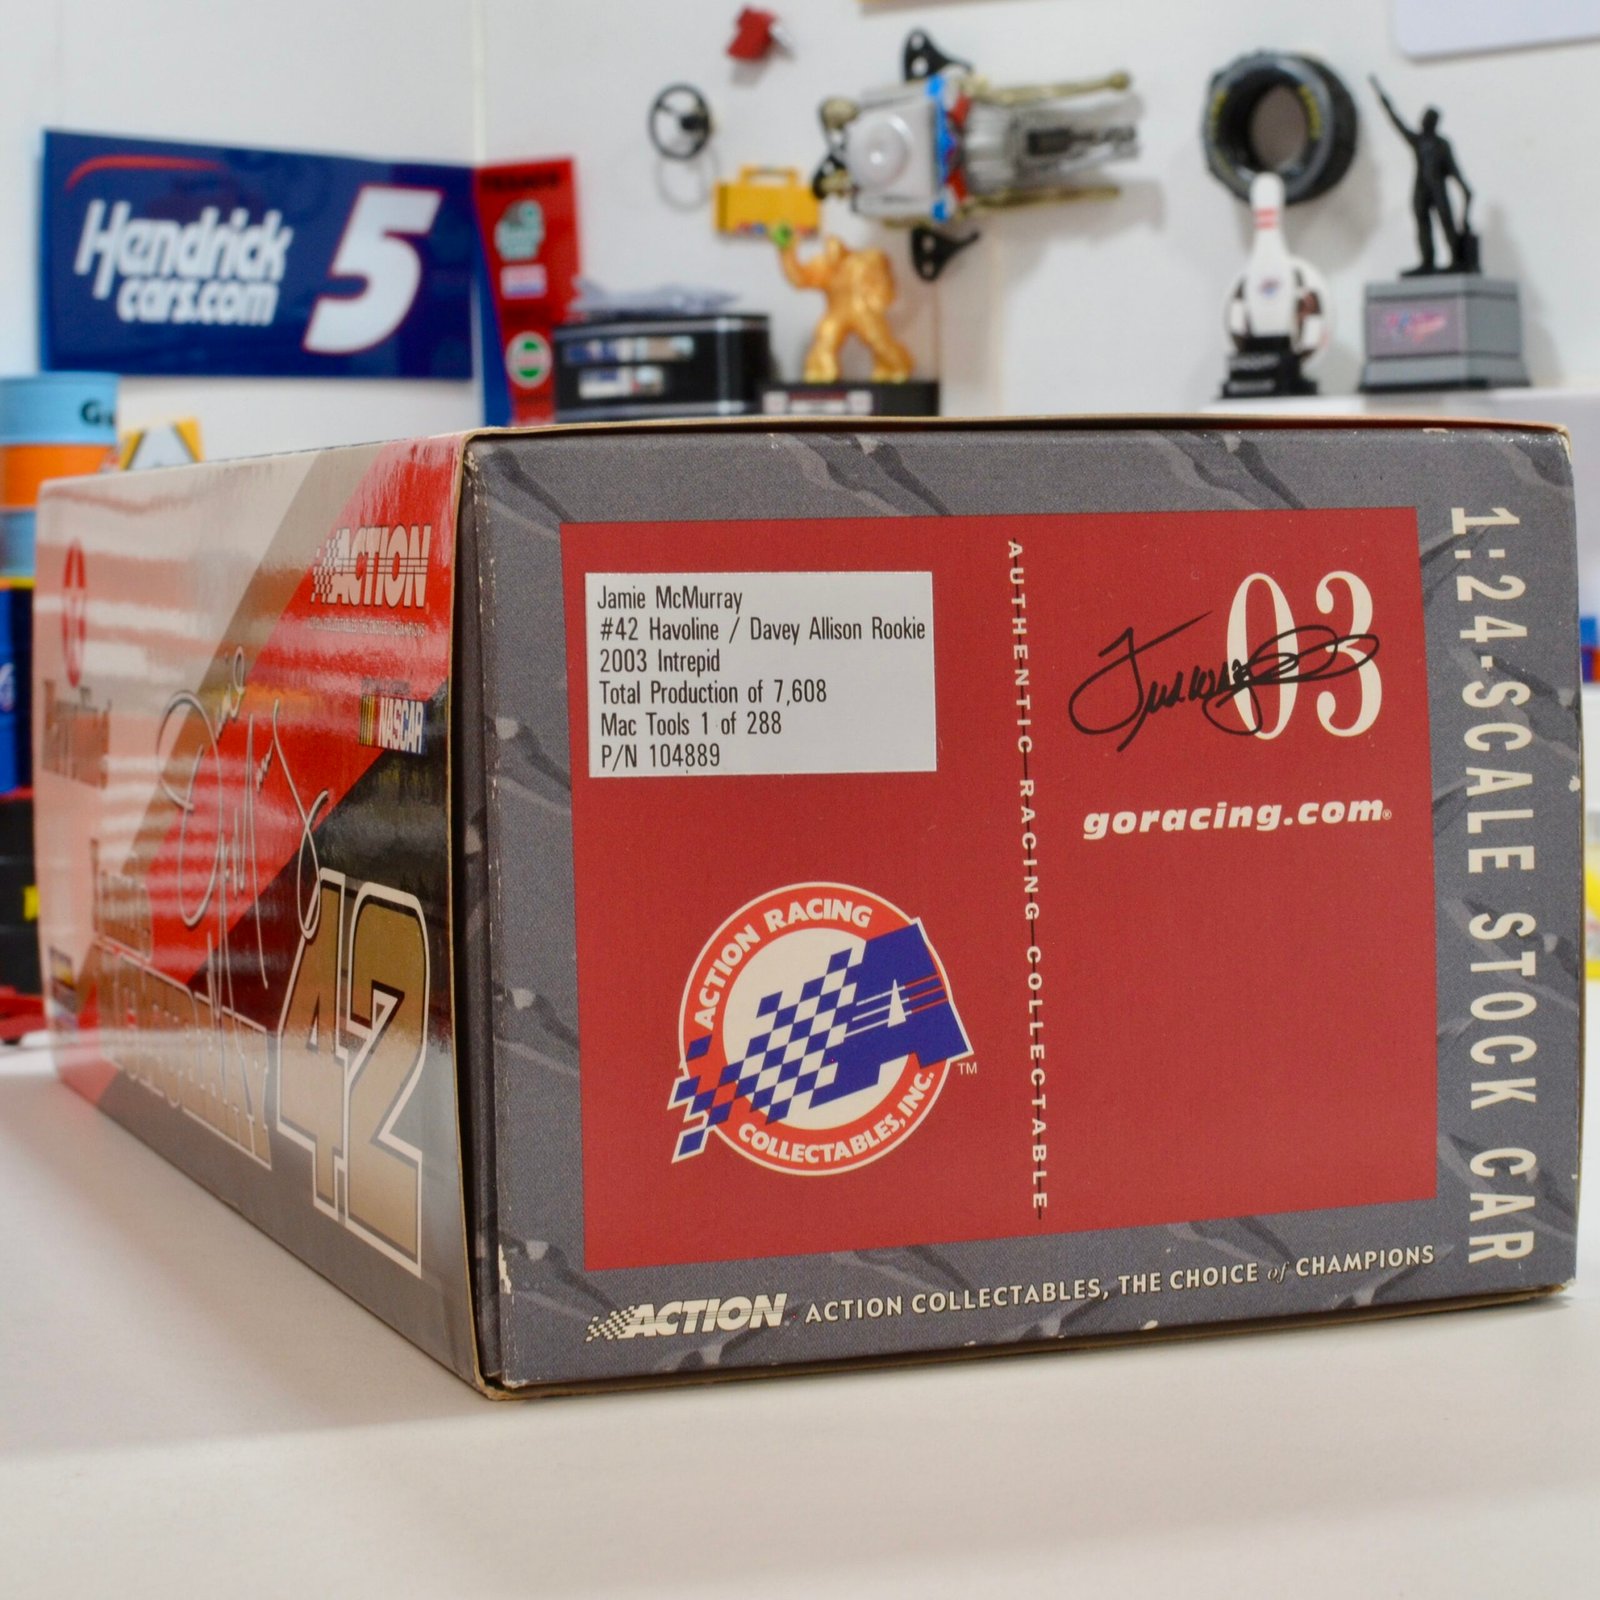 Hendrick
cars.com
5
ACTION
NASCAR
42
Jamie McMurray
#42 Havoline / Davey Allison Rookie
2003 Intrepid
Total Production of 7,608
Mac Tools 1 of 288
P/N 104889
AUTHENTIC RACING COLLECTABLE
03
goracing.com®
ACTION RACING
COLLECTABLES, INC.
TM
1:24-SCALE STOCK CAR
ACTION ACTION COLLECTABLES, THE CHOICE of CHAMPIONS